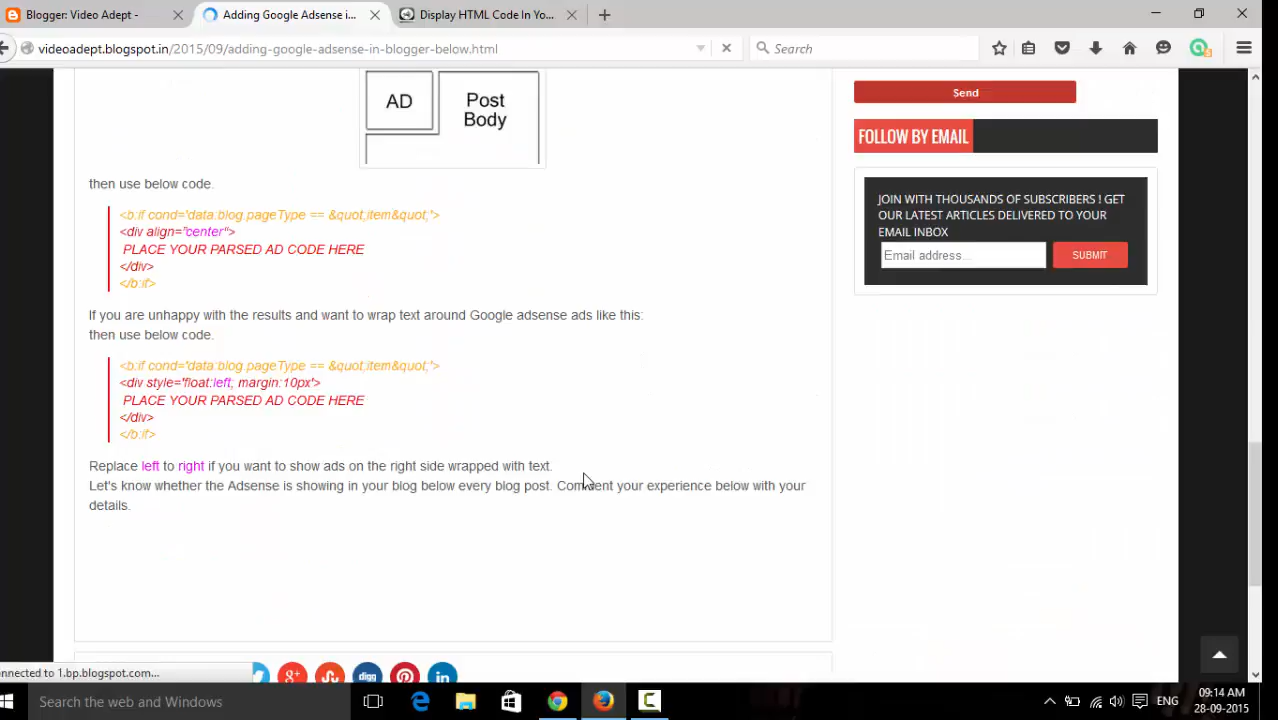 Blogger: Video Adept -
Adding Google Adsense i...
Display HTML Code In Yo...
videoadept.blogspot.in/2015/09/adding-google-adsense-in-blogger-below.html
Search
AD
Post
Body
then use below code.
<b:if cond='data:blog.pageType == &quot;item&quot;'>
<div align="center">
PLACE YOUR PARSED AD CODE HERE
</div>
</b:if>
If you are unhappy with the results and want to wrap text around Google adsense ads like this:
then use below code.
<b:if cond='data:blog.pageType == &quot;item&quot;'>
<div style='float:left; margin:10px'>
PLACE YOUR PARSED AD CODE HERE
</div>
</b:if>
Replace left to right if you want to show ads on the right side wrapped with text.
Let's know whether the Adsense is showing in your blog below every blog post. Comment your experience below with your
details.
Send
FOLLOW BY EMAIL
JOIN WITH THOUSANDS OF SUBSCRIBERS ! GET
OUR LATEST ARTICLES DELIVERED TO YOUR
EMAIL INBOX
Email address...
SUBMIT
digg
in
nnected to 1.bp.blogspot.com...
Search the web and Windows
ENG
09:14 AM
28-09-2015